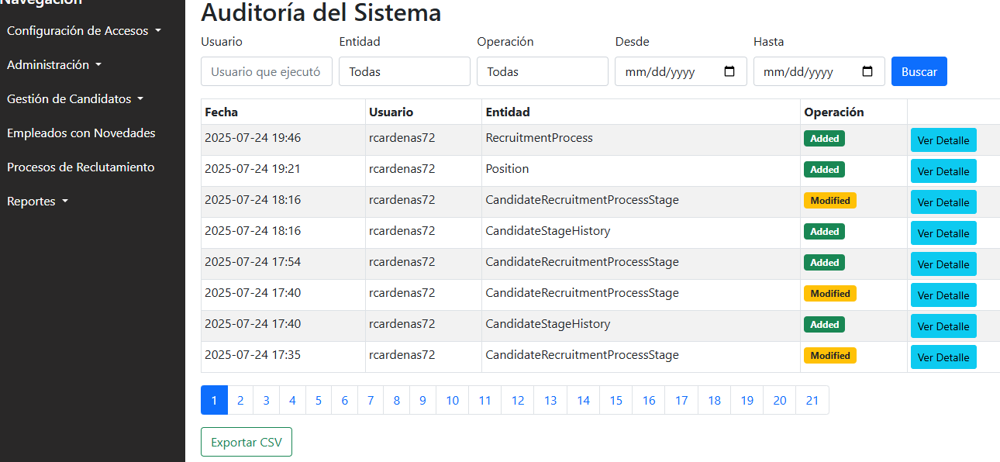 Navegación
Configuración de Accesos
Administración
Gestión de Candidatos
Empleados con Novedades
Procesos de Reclutamiento
Reportes
Auditoría del Sistema
Usuario Entidad Operación Desde Hasta
Usuario que ejecutó Todas Todas mm/dd/yyyy mm/dd/yyyy Buscar
Fecha Usuario Entidad Operación
2025-07-24 19:46 rcardenas72 RecruitmentProcess Added Ver Detalle
2025-07-24 19:21 rcardenas72 Position Added Ver Detalle
2025-07-24 18:16 rcardenas72 CandidateRecruitmentProcessStage Modified Ver Detalle
2025-07-24 18:16 rcardenas72 CandidateStageHistory Added Ver Detalle
2025-07-24 17:54 rcardenas72 CandidateRecruitmentProcessStage Added Ver Detalle
2025-07-24 17:40 rcardenas72 CandidateRecruitmentProcessStage Modified Ver Detalle
2025-07-24 17:40 rcardenas72 CandidateStageHistory Added Ver Detalle
2025-07-24 17:35 rcardenas72 CandidateRecruitmentProcessStage Modified Ver Detalle
1 2 3 4 5 6 7 8 9 10 11 12 13 14 15 16 17 18 19 20 21
Exportar CSV